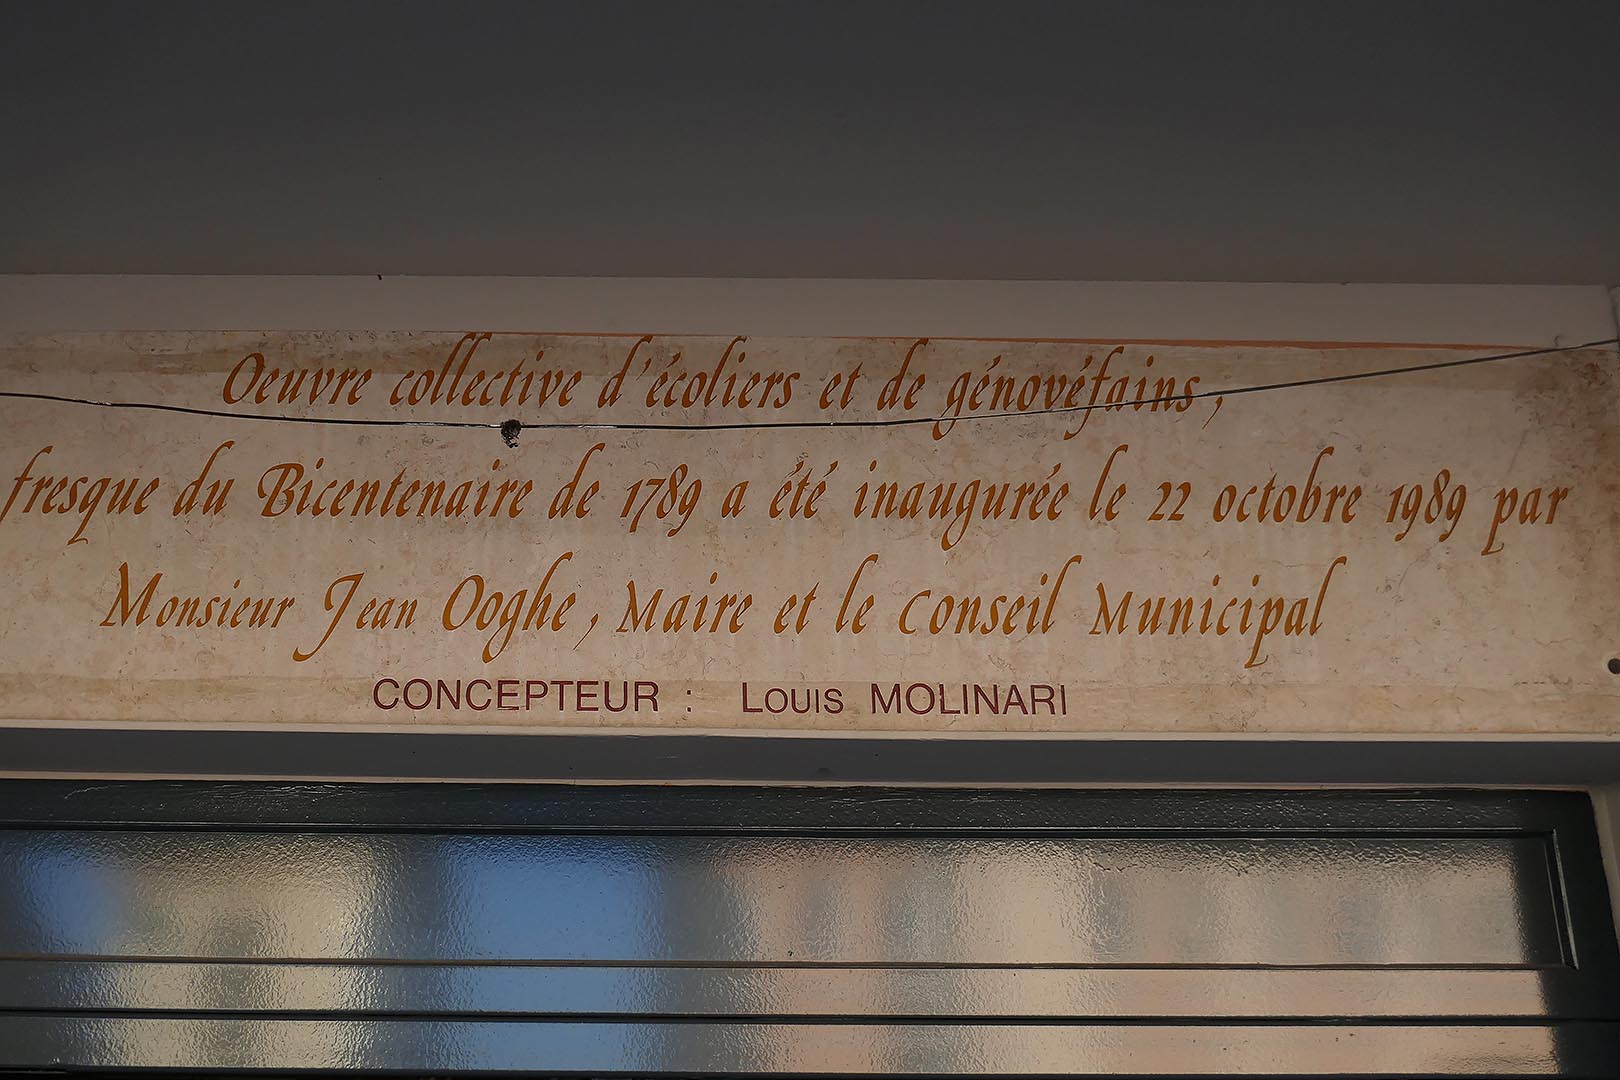 Oeuvre collective d'écoliers et de génovéfains,
fresque du Bicentenaire de 1789 a été inaugurée le 22 octobre 1989 par
Monsieur Jean Ooghe, Maire et le Conseil Municipal
CONCEPTEUR : Louis MOLINARI